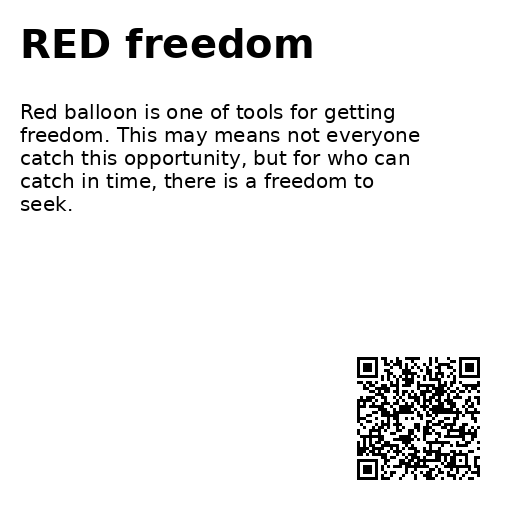 RED freedom
Red balloon is one of tools for getting
freedom. This may means not everyone
catch this opportunity, but for who can
catch in time, there is a freedom to
seek.